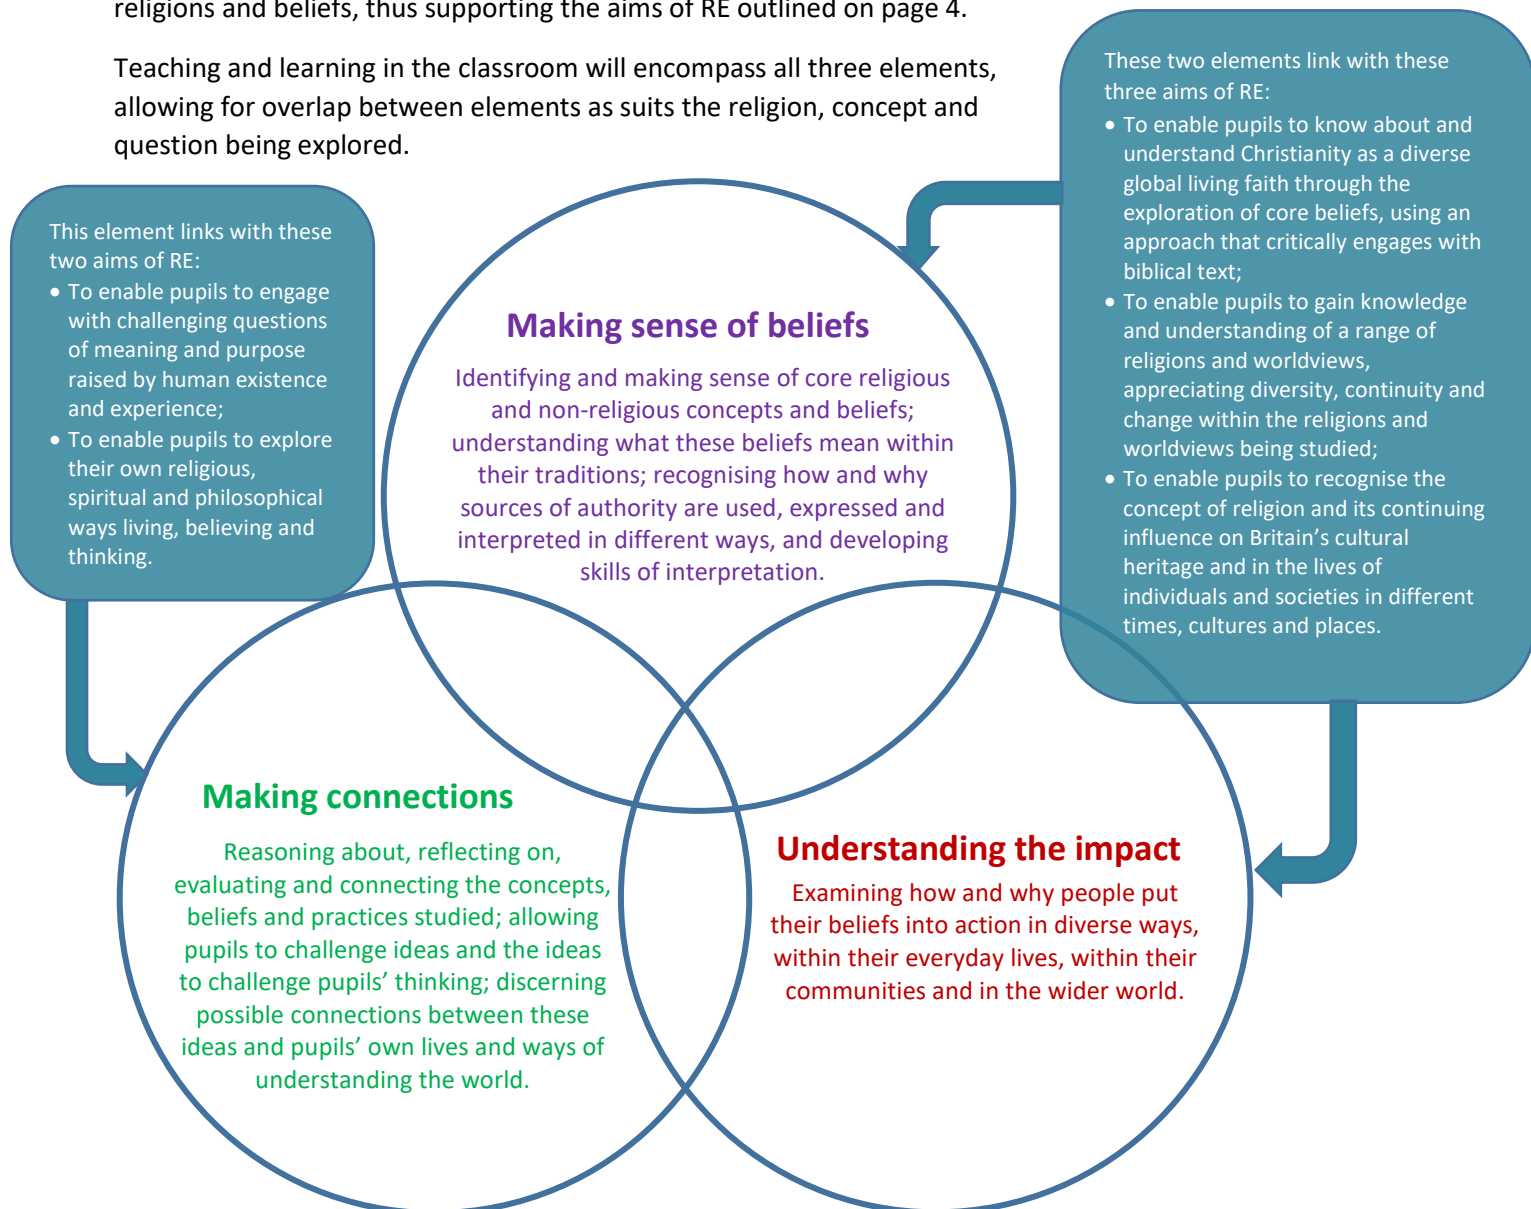 religions and beliefs, thus supporting the aims of RE outlined on page 4.
Teaching and learning in the classroom will encompass all three elements,
allowing for overlap between elements as suits the religion, concept and
question being explored.
This element links with these
two aims of RE:
• To enable pupils to engage
with challenging questions
of meaning and purpose
raised by human existence
and experience;
• To enable pupils to explore
their own religious,
spiritual and philosophical
ways living, believing and
thinking.
These two elements link with these
three aims of RE:
• To enable pupils to know about and
understand Christianity as a diverse
global living faith through the
exploration of core beliefs, using an
approach that critically engages with
biblical text;
• To enable pupils to gain knowledge
and understanding of a range of
religions and worldviews,
appreciating diversity, continuity and
change within the religions and
worldviews being studied;
• To enable pupils to recognise the
concept of religion and its continuing
influence on Britain’s cultural
heritage and in the lives of
individuals and societies in different
times, cultures and places.
Making sense of beliefs
Identifying and making sense of core religious
and non-religious concepts and beliefs;
understanding what these beliefs mean within
their traditions; recognising how and why
sources of authority are used, expressed and
interpreted in different ways, and developing
skills of interpretation.
Making connections
Reasoning about, reflecting on,
evaluating and connecting the concepts,
beliefs and practices studied; allowing
pupils to challenge ideas and the ideas
to challenge pupils’ thinking; discerning
possible connections between these
ideas and pupils’ own lives and ways of
understanding the world.
Understanding the impact
Examining how and why people put
their beliefs into action in diverse ways,
within their everyday lives, within their
communities and in the wider world.